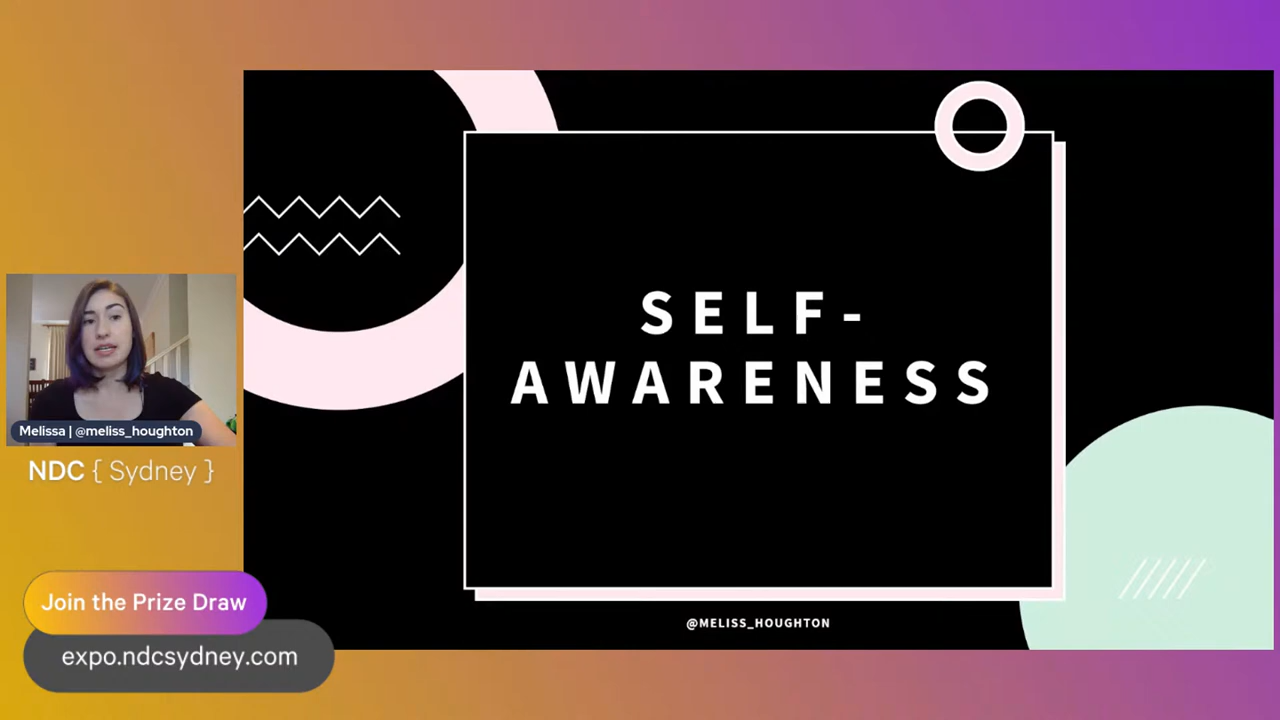 SELF-
AWARENESS
@MELISS_HOUGHTON
Melissa | @meliss_houghton
NDC { Sydney }
Join the Prize Draw
expo.ndcsydney.com